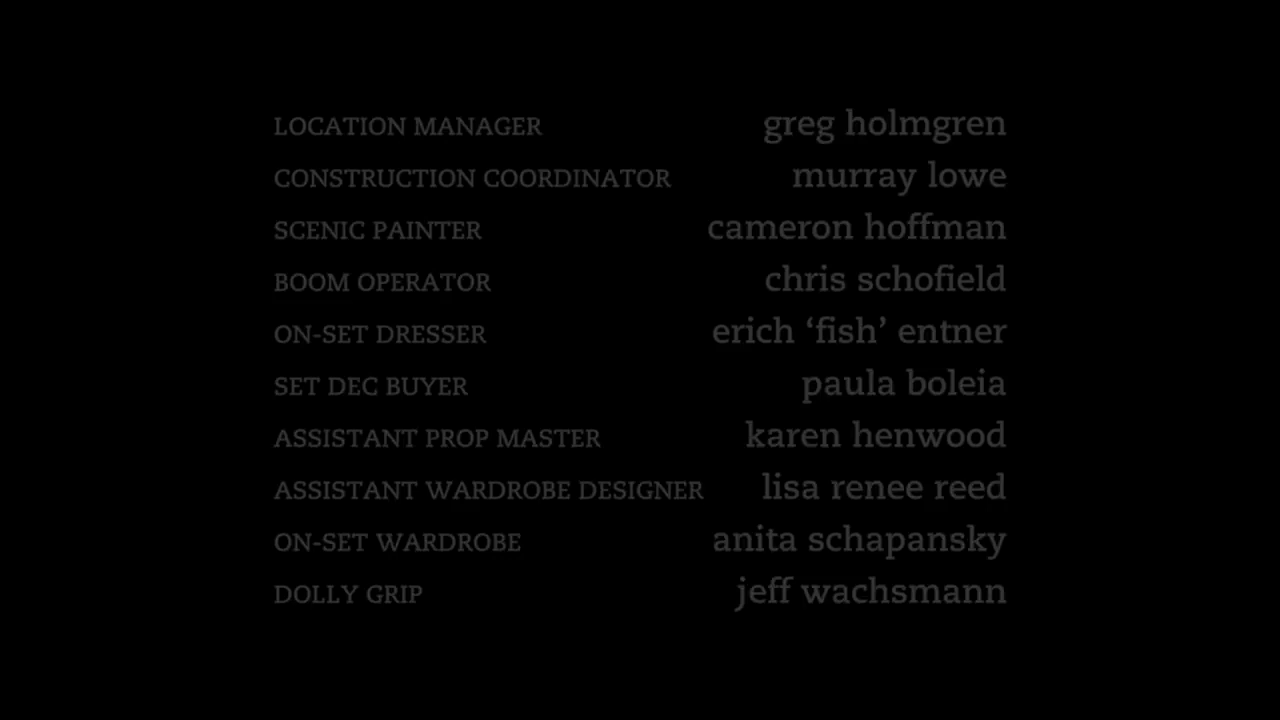 LOCATION MANAGER greg holmgren
CONSTRUCTION COORDINATOR murray lowe
SCENIC PAINTER cameron hoffman
BOOM OPERATOR chris schofield
ON-SET DRESSER erich ‘fish’ entner
SET DEC BUYER paula boleia
ASSISTANT PROP MASTER karen henwood
ASSISTANT WARDROBE DESIGNER lisa renee reed
ON-SET WARDROBE anita schapansky
DOLLY GRIP jeff wachsmann